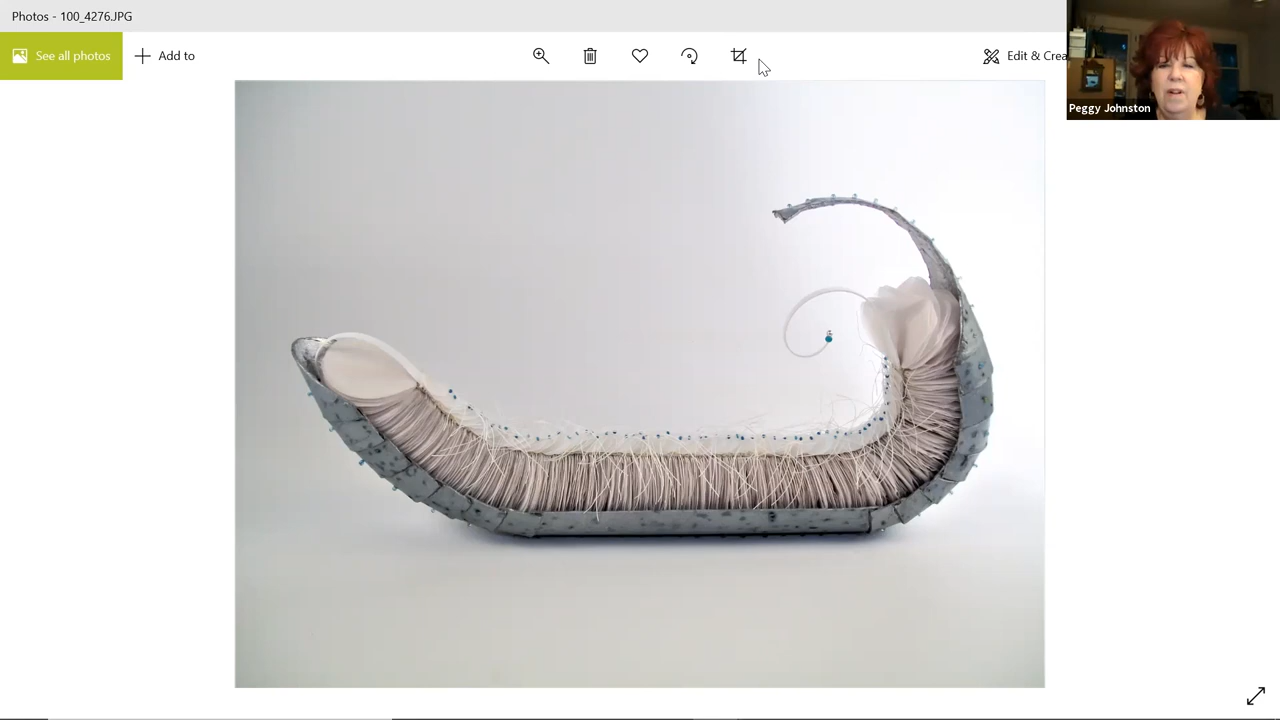 Photos - 100_4276.JPG
See all photos
Add to
Edit & Crea
Peggy Johnston